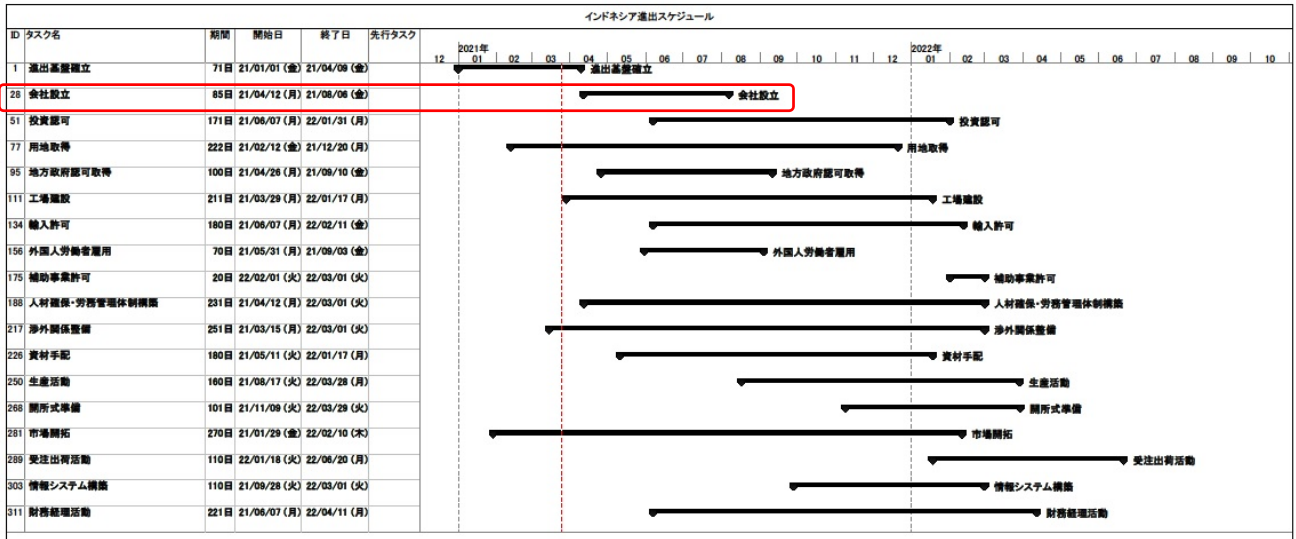 インドネシア進出スケジュール
ID タスク名 期間 開始日 終了日 先行タスク
2021年 2022年
12 01 02 03 04 05 06 07 08 09 10 11 12 01 02 03 04 05 06 07 08 09 10
1 進出基盤確立 71日 21/01/01 (金) 21/04/09 (金) 進出基盤確立
28 会社設立 85日 21/04/12 (月) 21/08/06 (金) 会社設立
51 投資認可 171日 21/06/07 (月) 22/01/31 (月) 投資認可
77 用地取得 222日 21/02/12 (金) 21/12/20 (月) 用地取得
95 地方政府認可取得 100日 21/04/26 (月) 21/09/10 (金) 地方政府認可取得
111 工場建設 211日 21/03/29 (月) 22/01/17 (月) 工場建設
134 輸入許可 180日 21/06/07 (月) 22/02/11 (金) 輸入許可
156 外国人労働者雇用 70日 21/05/31 (月) 21/09/03 (金) 外国人労働者雇用
175 補助事業許可 20日 22/02/01 (火) 22/03/01 (火) 補助事業許可
188 人材確保・労務管理体制構築 231日 21/04/12 (月) 22/03/01 (火) 人材確保・労務管理体制構築
217 渉外関係整備 251日 21/03/15 (月) 22/03/01 (火) 渉外関係整備
226 資材手配 180日 21/05/11 (火) 22/01/17 (月) 資材手配
250 生産活動 160日 21/08/17 (火) 22/03/28 (月) 生産活動
268 開所式準備 101日 21/11/09 (火) 22/03/29 (火) 開所式準備
281 市場開拓 270日 21/01/29 (金) 22/02/10 (木) 市場開拓
289 受注出荷活動 110日 22/01/18 (火) 22/06/20 (月) 受注出荷活動
303 情報システム構築 110日 21/09/28 (火) 22/03/01 (火) 情報システム構築
311 財務経理活動 221日 21/06/07 (月) 22/04/11 (月) 財務経理活動